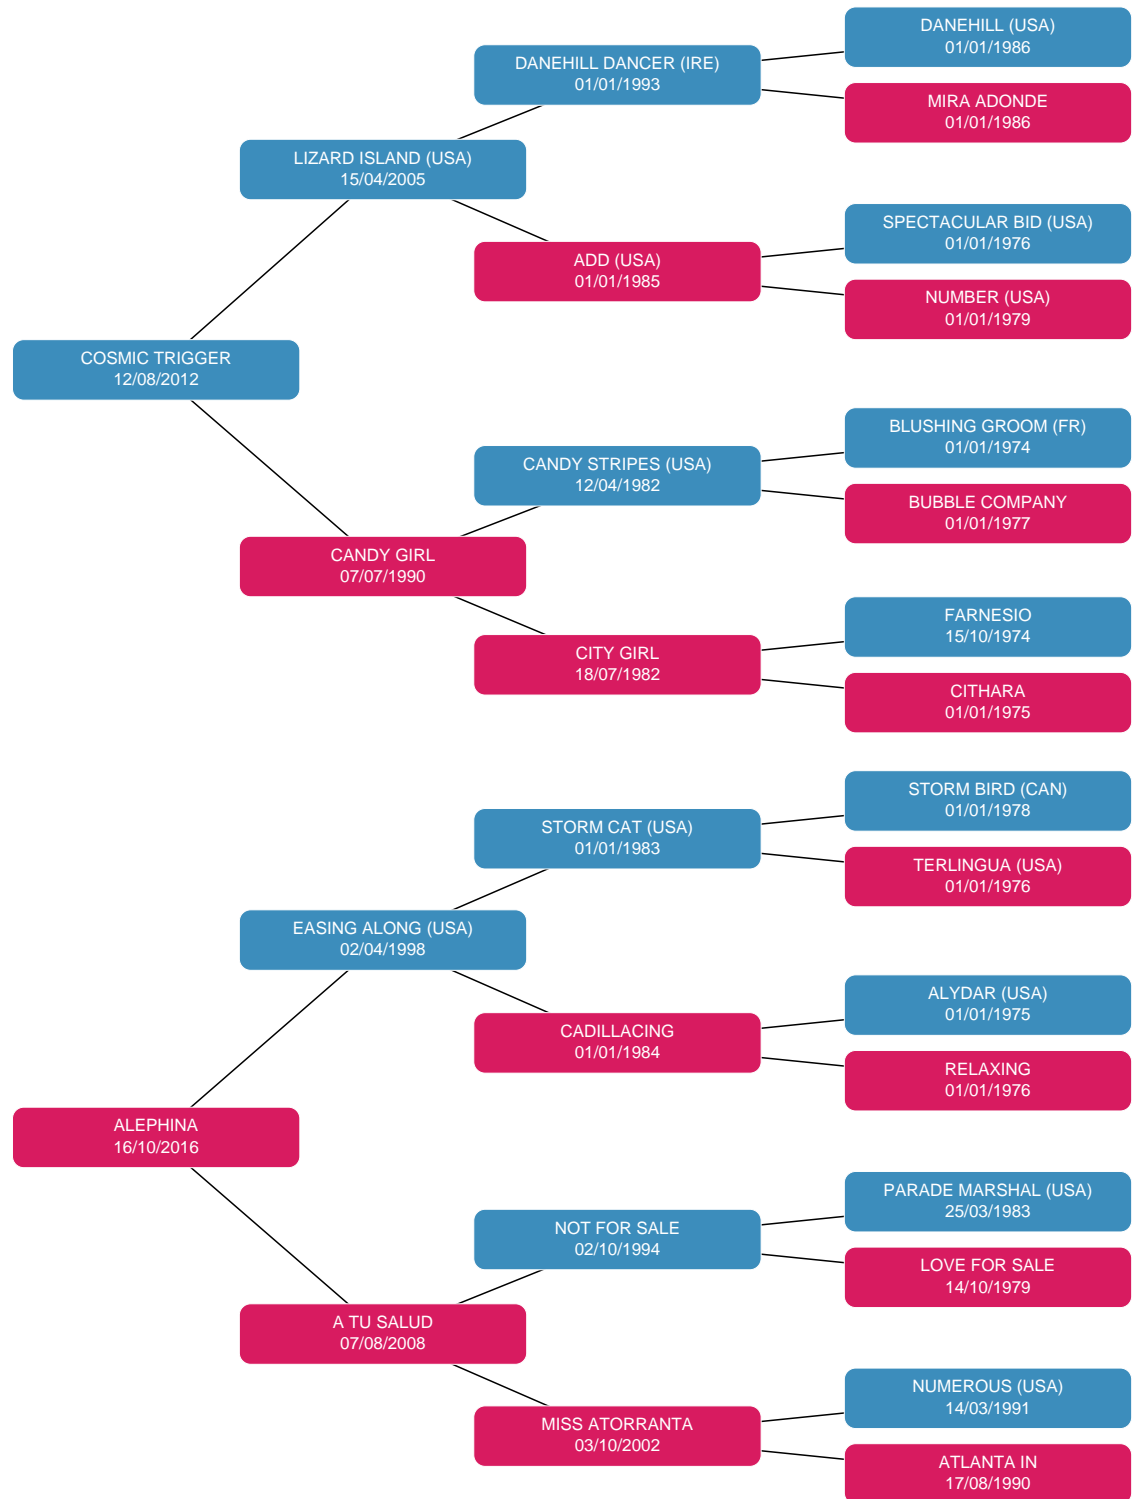 DANEHILL (USA)
01/01/1986
DANEHILL DANCER (IRE)
01/01/1993
MIRA ADONDE
01/01/1986
LIZARD ISLAND (USA)
15/04/2005
SPECTACULAR BID (USA)
01/01/1976
ADD (USA)
01/01/1985
NUMBER (USA)
01/01/1979
COSMIC TRIGGER
12/08/2012
BLUSHING GROOM (FR)
01/01/1974
CANDY STRIPES (USA)
12/04/1982
BUBBLE COMPANY
01/01/1977
CANDY GIRL
07/07/1990
FARNESIO
15/10/1974
CITY GIRL
18/07/1982
CITHARA
01/01/1975
STORM BIRD (CAN)
01/01/1978
STORM CAT (USA)
01/01/1983
TERLINGUA (USA)
01/01/1976
EASING ALONG (USA)
02/04/1998
ALYDAR (USA)
01/01/1975
CADILLACING
01/01/1984
RELAXING
01/01/1976
ALEPHINA
16/10/2016
PARADE MARSHAL (USA)
25/03/1983
NOT FOR SALE
02/10/1994
LOVE FOR SALE
14/10/1979
A TU SALUD
07/08/2008
NUMEROUS (USA)
14/03/1991
MISS ATORRANTA
03/10/2002
ATLANTA IN
17/08/1990